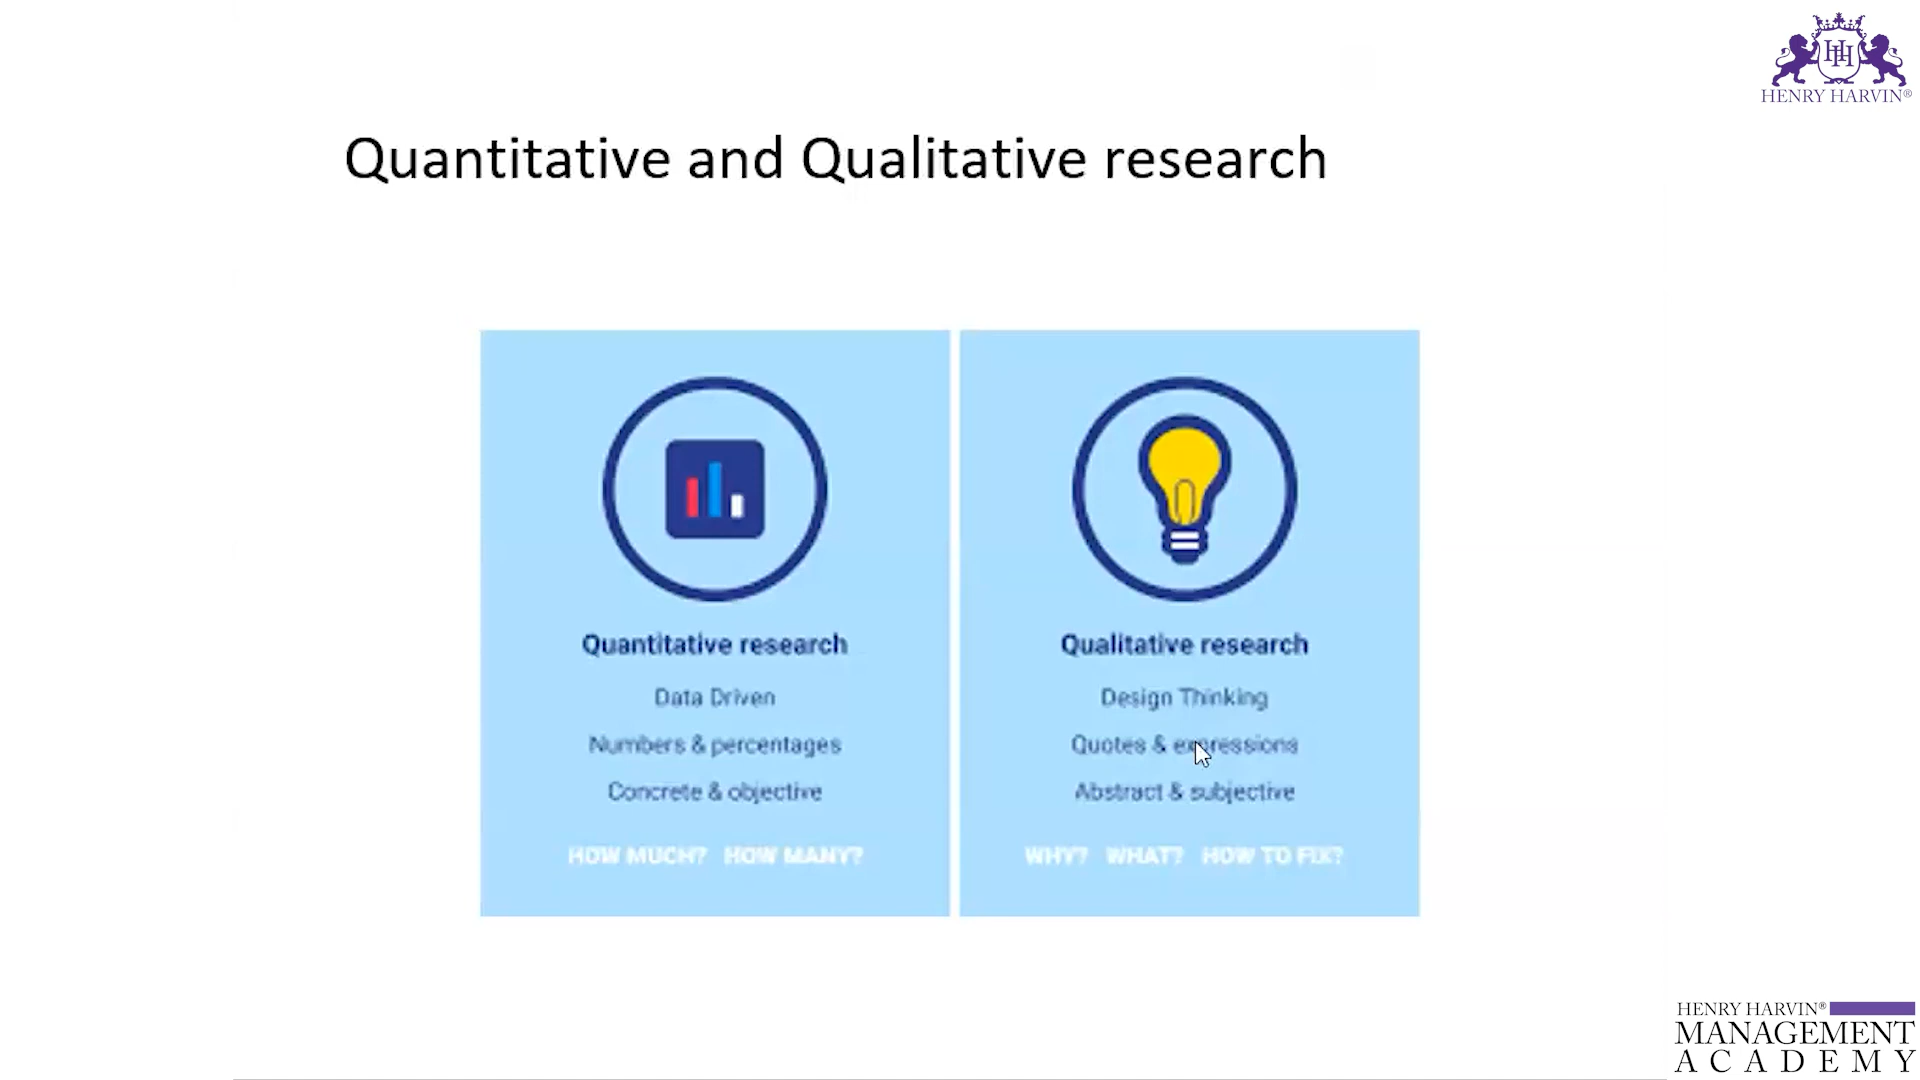 HENRY HARVIN®
Quantitative and Qualitative research
Quantitative research
Data Driven
Numbers & percentages
Concrete & objective
HOW MUCH? HOW MANY?
Qualitative research
Design Thinking
Quotes & expressions
Abstract & subjective
WHY? WHAT? HOW TO FIX?
HENRY HARVIN®
MANAGEMENT
ACADEMY